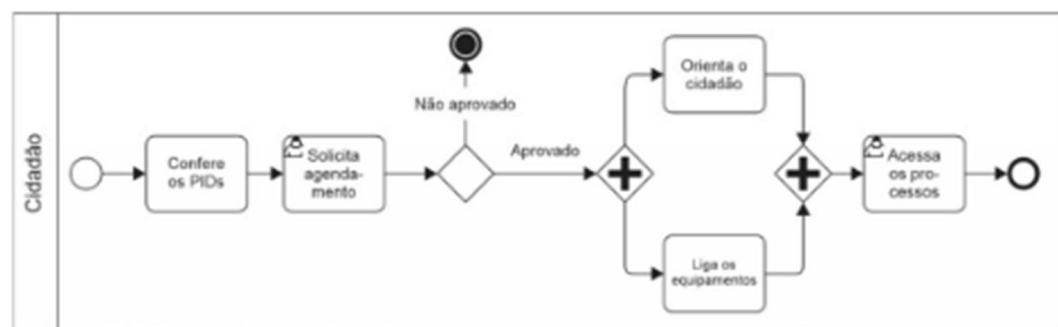 Cidadão
Confere
os PIDs
Solicita
agenda-
mento
Não aprovado
Aprovado
Orienta o
cidadão
Liga os
equipamentos
Acessa
os pro-
cessos